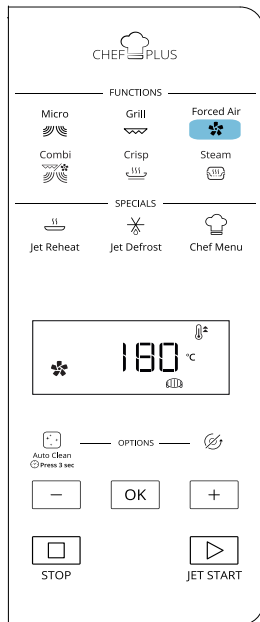 CHEF PLUS
FUNCTIONS
Micro Grill Forced Air
Combi Crisp Steam
SPECIALS
Jet Reheat Jet Defrost Chef Menu
180 °C
OPTIONS
Auto Clean
Press 3 sec
− OK +
STOP JET START